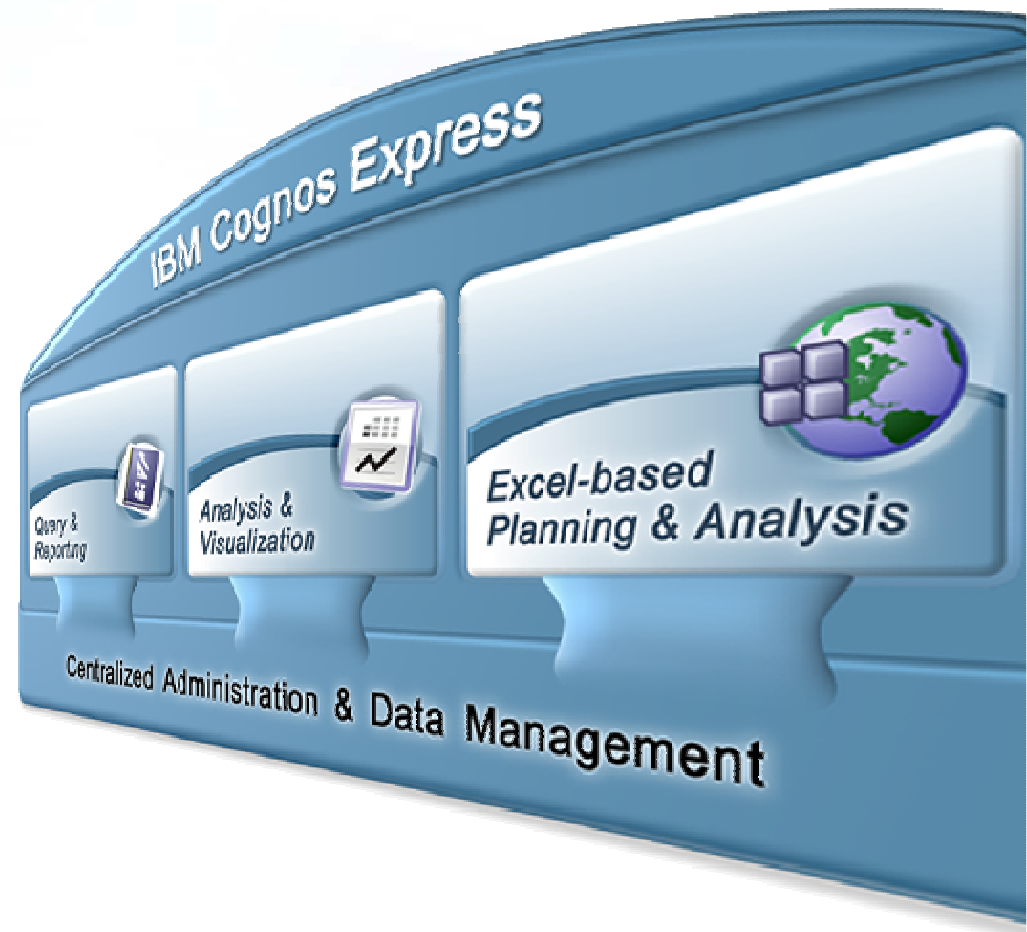 IBM Cognos Express
Query &
Reporting
Analysis &
Visualization
Excel-based
Planning & Analysis
Centralized Administration & Data Management